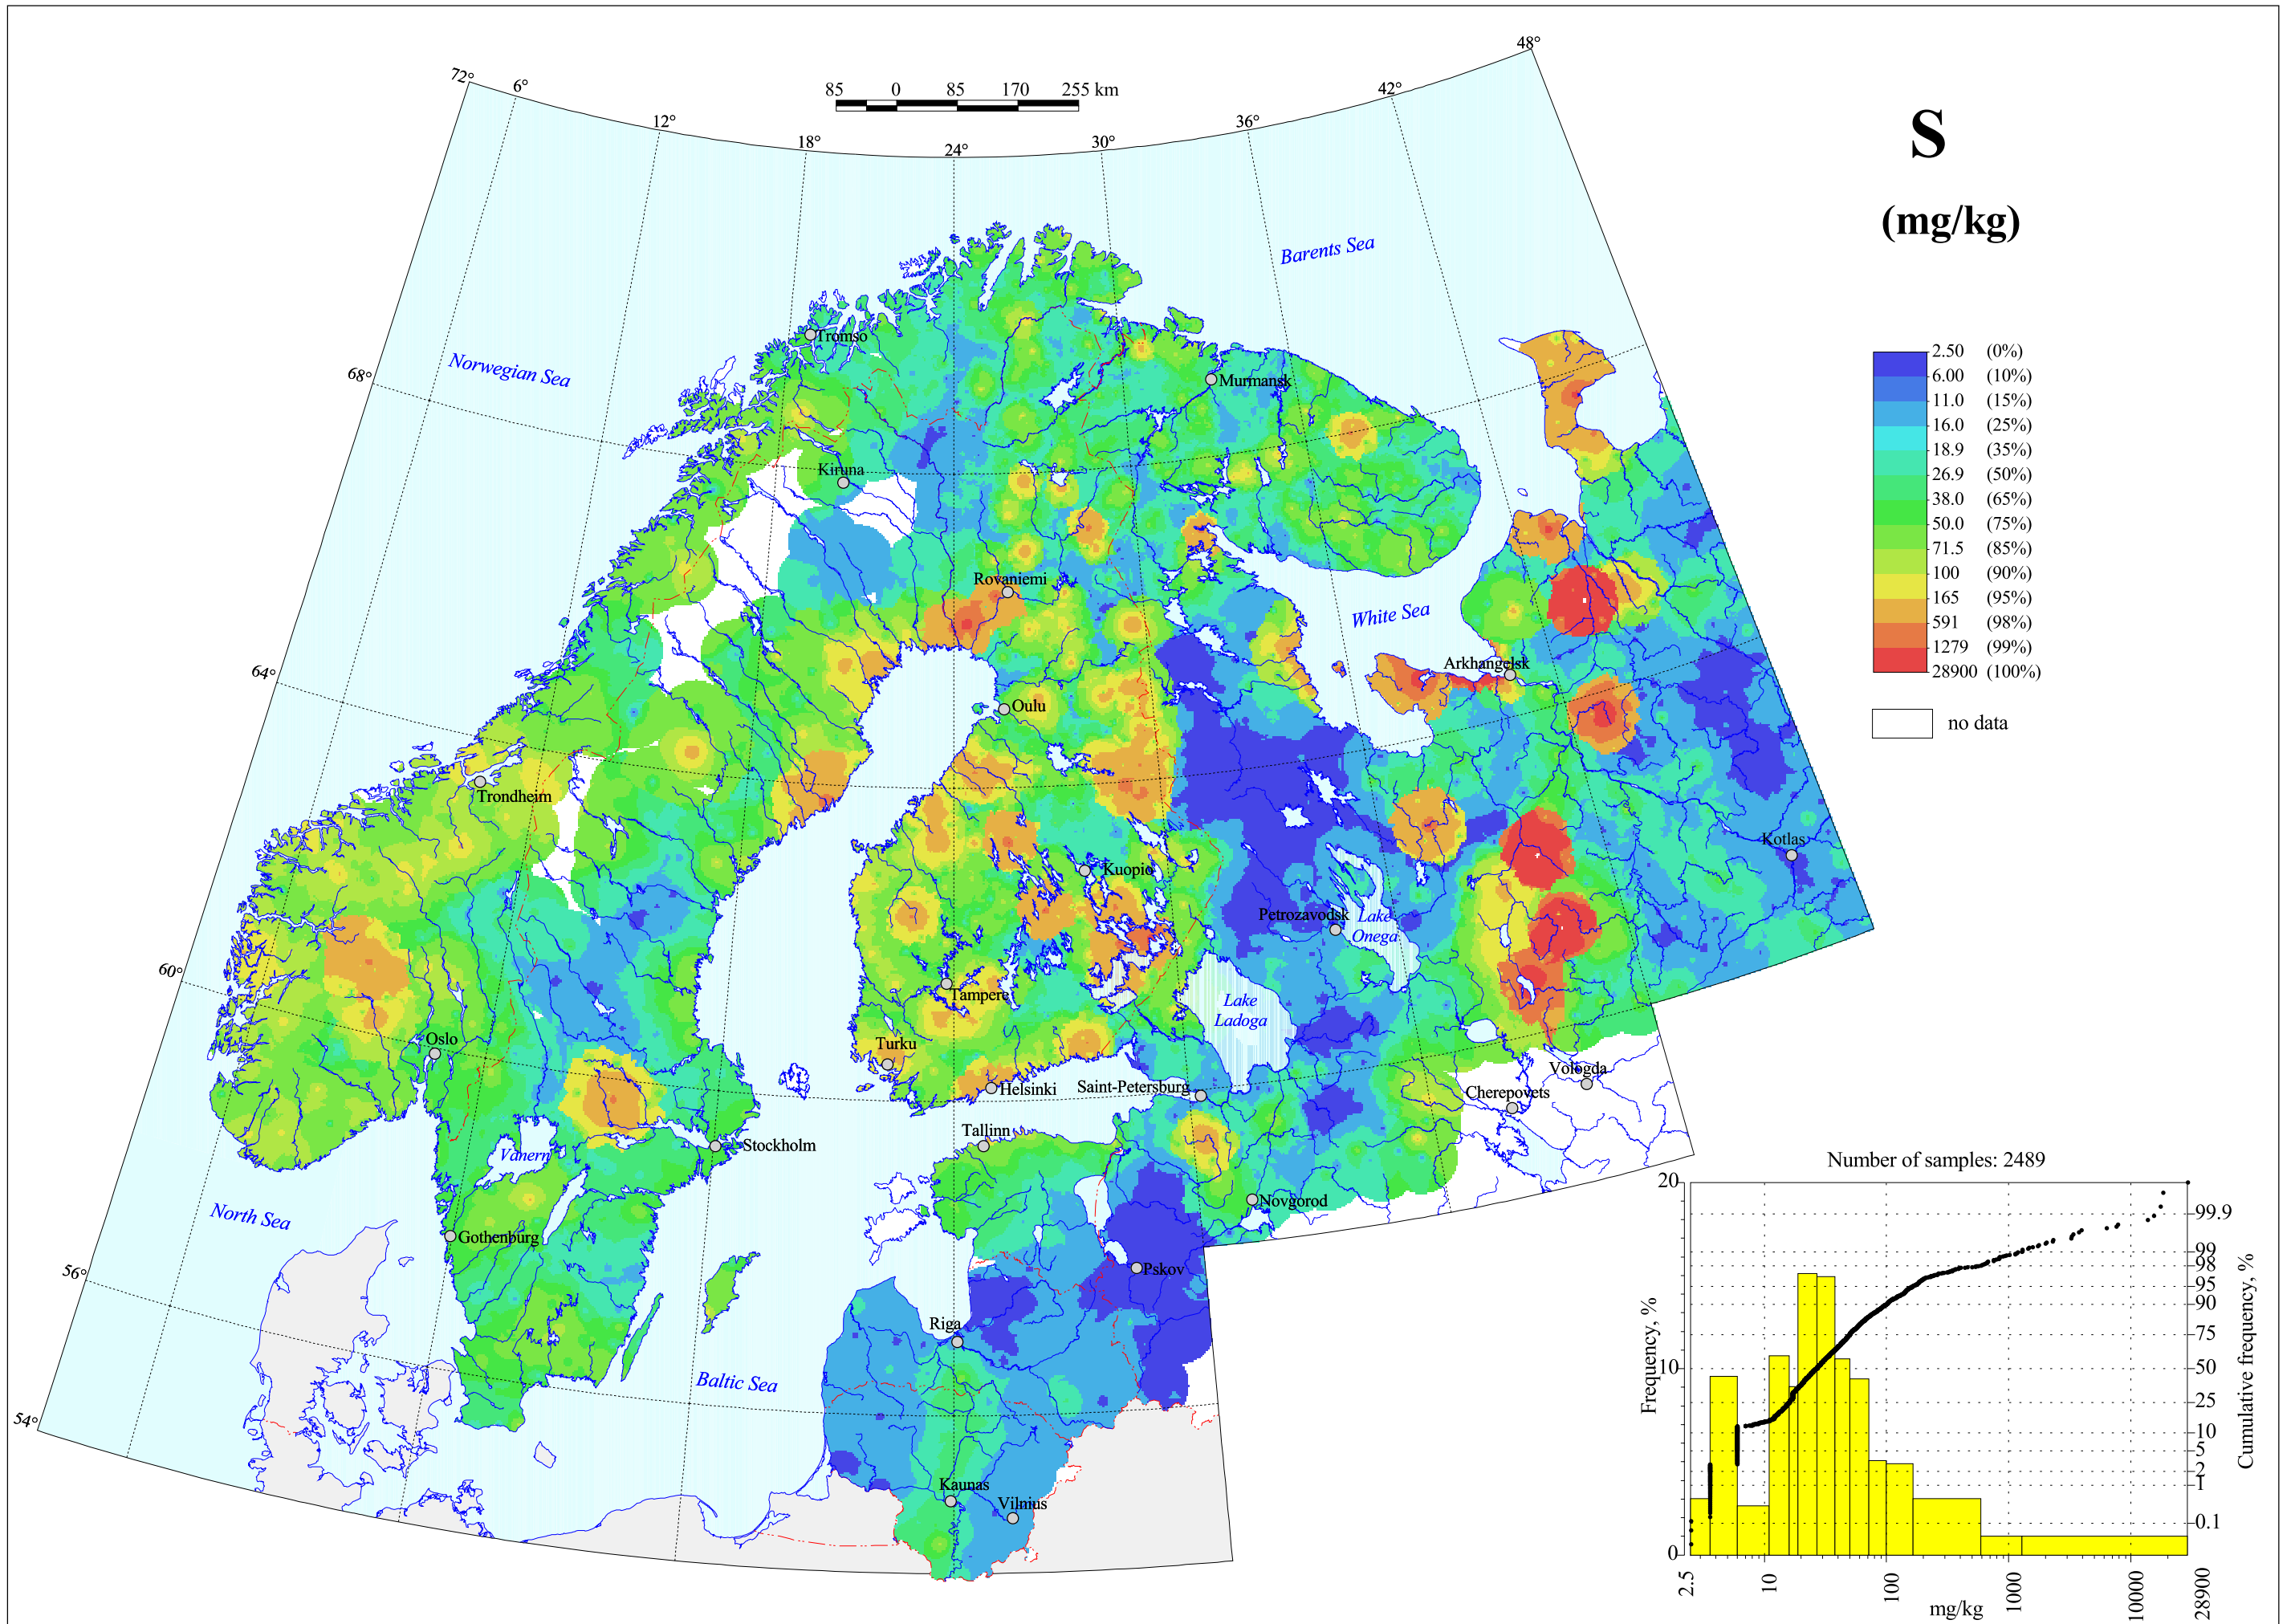 48°
72°
6°
42°
85 0 85 170 255 km
36°
12°
18°
24°
30°
S
(mg/kg)
Barents Sea
Tromso
Norwegian Sea
68°
Murmansk
2.50 (0%)
6.00 (10%)
11.0 (15%)
16.0 (25%)
18.9 (35%)
26.9 (50%)
38.0 (65%)
50.0 (75%)
71.5 (85%)
100 (90%)
165 (95%)
591 (98%)
1279 (99%)
28900 (100%)
no data
Kiruna
Rovaniemi
White Sea
Arkhangelsk
64°
Oulu
Trondheim
Kotlas
Kuopio
Petrozavodsk
Lake
Onega
60°
Tampere
Lake
Ladoga
Oslo
Turku
Helsinki
Saint-Petersburg
Vologda
Cherepovets
Tallinn
Stockholm
Vanern
Novgorod
North Sea
Gothenburg
56°
Pskov
Riga
Baltic Sea
54°
Kaunas
Vilnius
Number of samples: 2489
20
10
0
Frequency, %
99.9
99
98
95
90
75
50
25
10
5
2
1
0.1
Cumulative frequency, %
2.5
10
100
1000
10000
28900
mg/kg